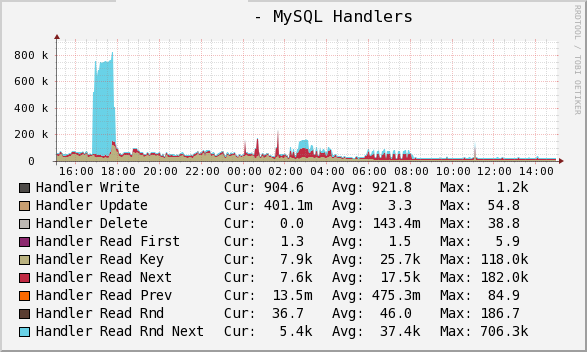 - MySQL Handlers
RRDTOOL / TOBI OETIKER
800 k
600 k
400 k
200 k
0
16:00 18:00 20:00 22:00 00:00 02:00 04:00 06:00 08:00 10:00 12:00 14:00
Handler Write Cur: 904.6 Avg: 921.8 Max: 1.2k
Handler Update Cur: 401.1m Avg: 3.3 Max: 54.8
Handler Delete Cur: 0.0 Avg: 143.4m Max: 38.8
Handler Read First Cur: 1.3 Avg: 1.5 Max: 5.9
Handler Read Key Cur: 7.9k Avg: 25.7k Max: 118.0k
Handler Read Next Cur: 7.6k Avg: 17.5k Max: 182.0k
Handler Read Prev Cur: 13.5m Avg: 475.3m Max: 84.9
Handler Read Rnd Cur: 36.7 Avg: 46.0 Max: 186.7
Handler Read Rnd Next Cur: 5.4k Avg: 37.4k Max: 706.3k